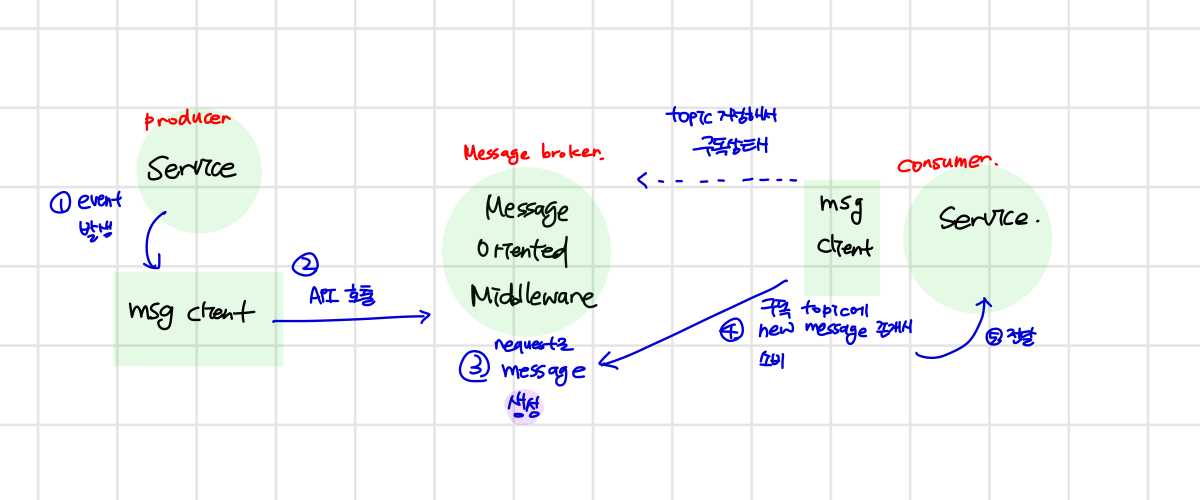 producer
Service
① event
발생
msg client
②
API 호출
Message broker.
Message
Oriented
Middleware
③ request로
message
생성
topic 지정해서
구독상태
msg
client
consumer.
Service.
④ 구독 topic에
new message 존재시
소비
⑤ 전달